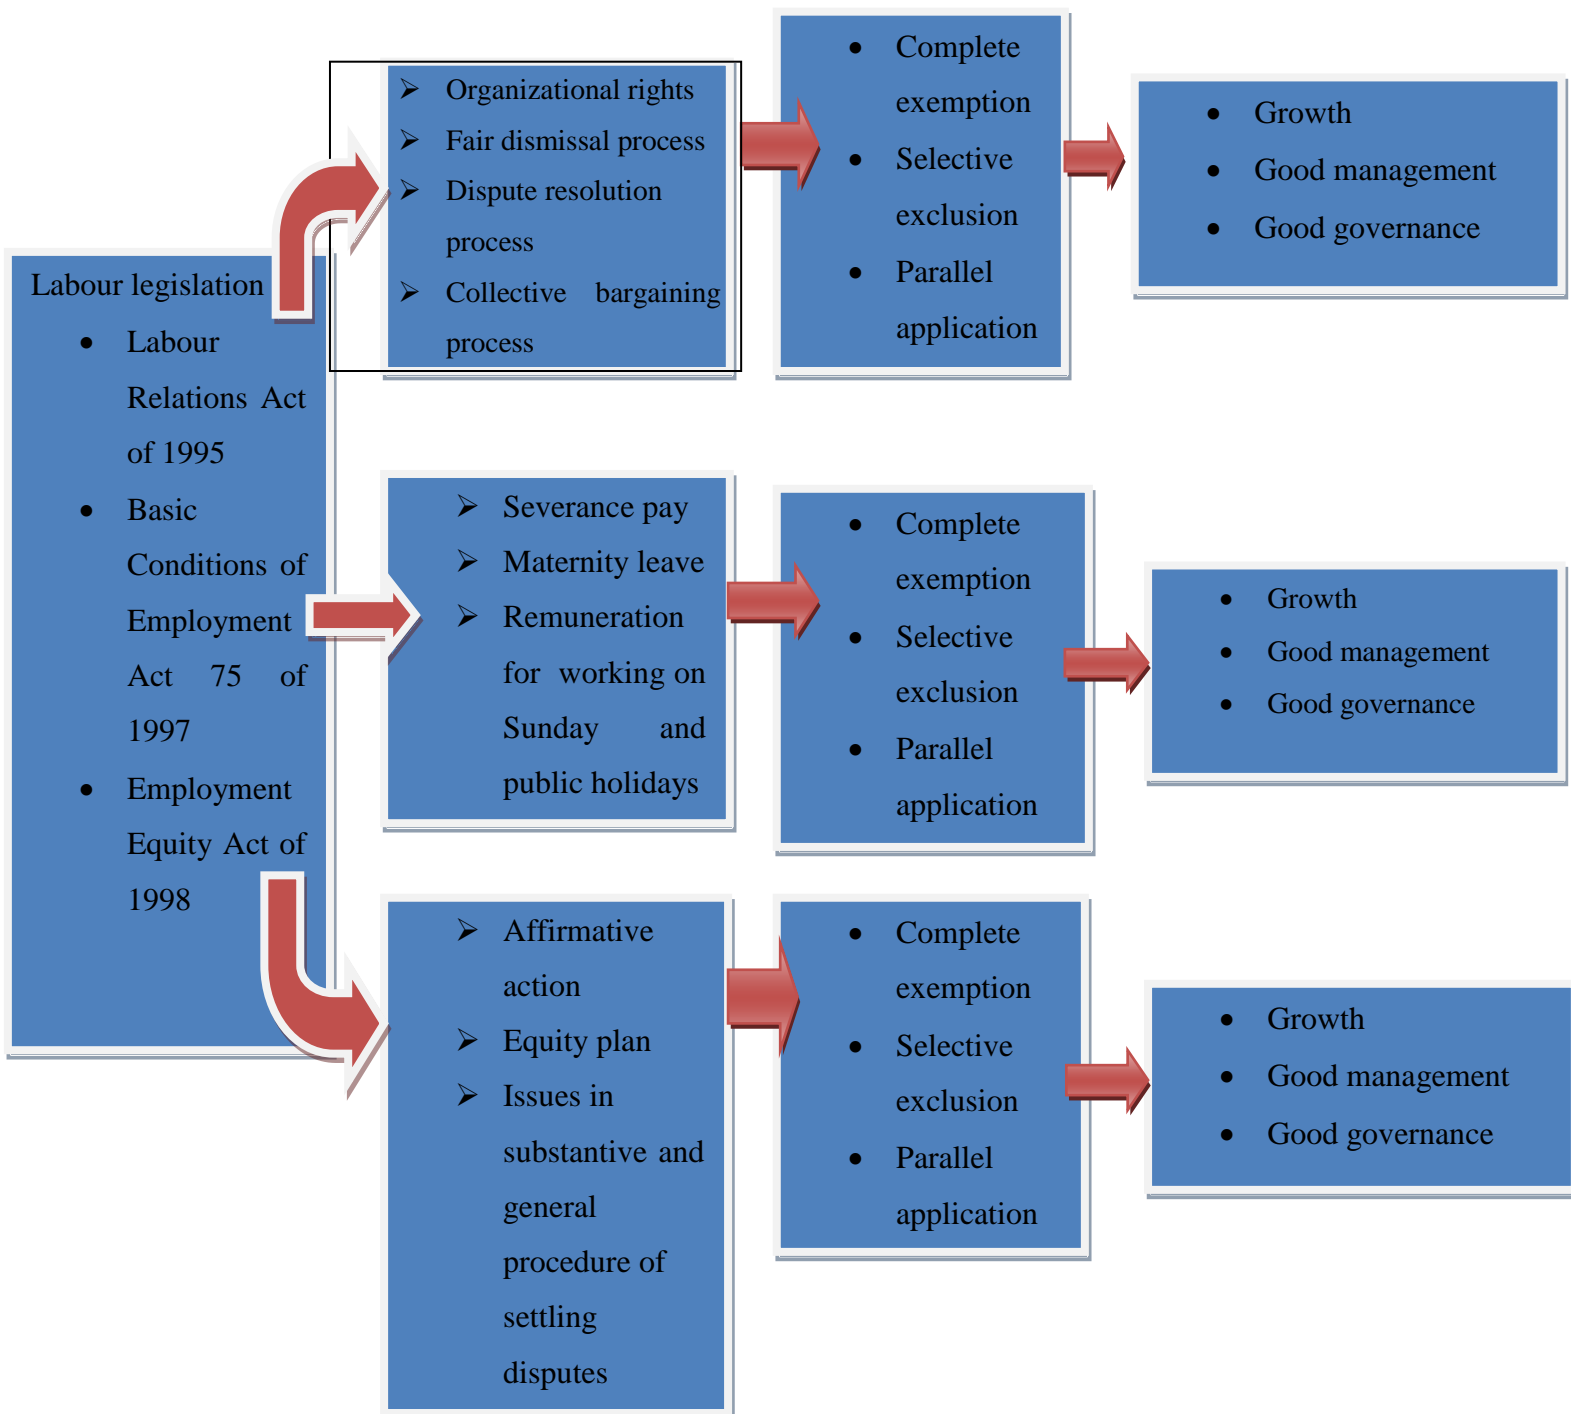 Labour legislation
• Labour
Relations Act
of 1995
• Basic
Conditions of
Employment
Act 75 of
1997
• Employment
Equity Act of
1998
➢ Organizational rights
➢ Fair dismissal process
➢ Dispute resolution
process
➢ Collective bargaining
process
• Complete
exemption
• Selective
exclusion
• Parallel
application
• Growth
• Good management
• Good governance
➢ Severance pay
➢ Maternity leave
➢ Remuneration
for working on
Sunday and
public holidays
• Complete
exemption
• Selective
exclusion
• Parallel
application
• Growth
• Good management
• Good governance
➢ Affirmative
action
➢ Equity plan
➢ Issues in
substantive and
general
procedure of
settling
disputes
• Complete
exemption
• Selective
exclusion
• Parallel
application
• Growth
• Good management
• Good governance